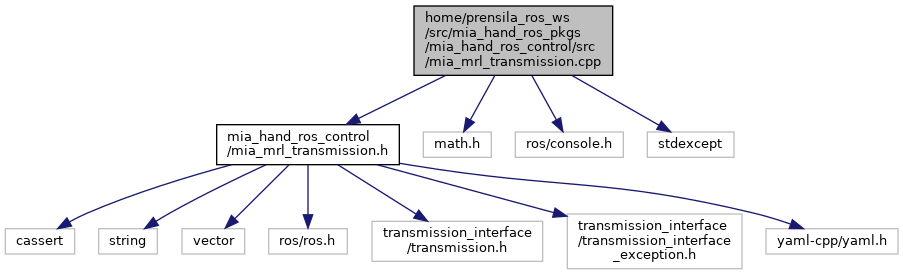 home/prensila_ros_ws
/src/mia_hand_ros_pkgs
/mia_hand_ros_control/src
/mia_mrl_transmission.cpp
mia_hand_ros_control
/mia_mrl_transmission.h
math.h
ros/console.h
stdexcept
cassert
string
vector
ros/ros.h
transmission_interface
/transmission.h
transmission_interface
/transmission_interface
_exception.h
yaml-cpp/yaml.h